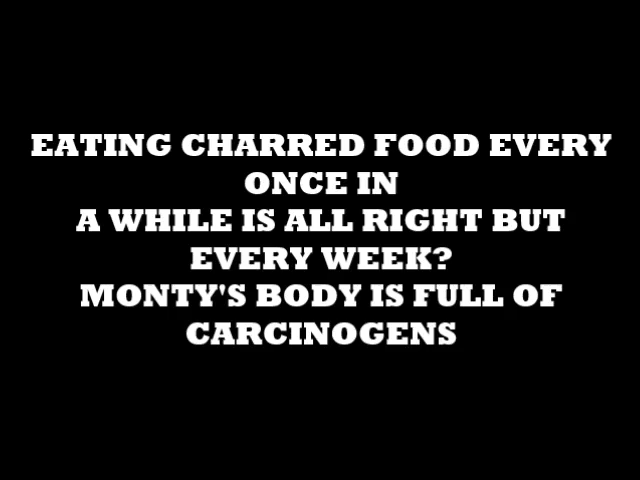 EATING CHARRED FOOD EVERY
ONCE IN
A WHILE IS ALL RIGHT BUT
EVERY WEEK?
MONTY'S BODY IS FULL OF
CARCINOGENS